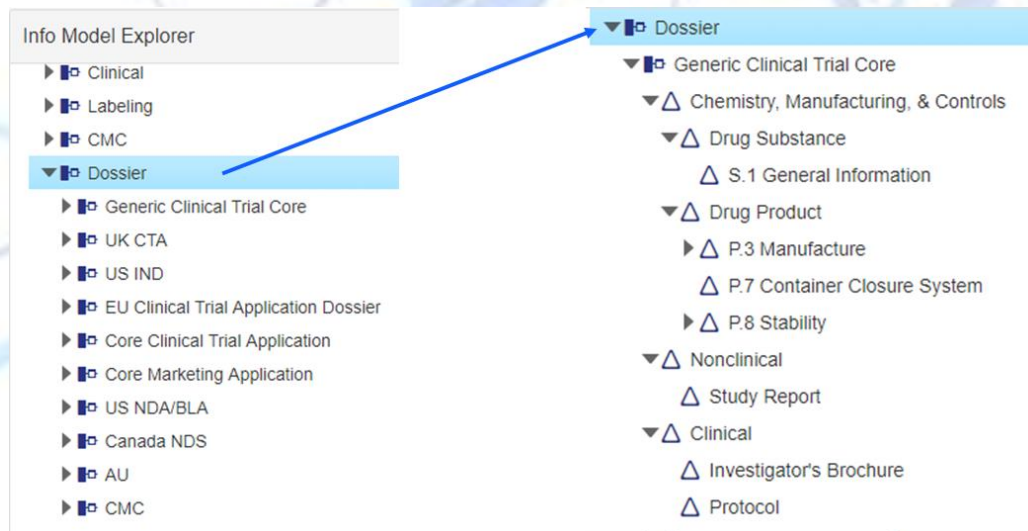 Info Model Explorer
Clinical
Labeling
CMC
Dossier
Generic Clinical Trial Core
UK CTA
US IND
EU Clinical Trial Application Dossier
Core Clinical Trial Application
Core Marketing Application
US NDA/BLA
Canada NDS
AU
CMC
Dossier
Generic Clinical Trial Core
Chemistry, Manufacturing, & Controls
Drug Substance
S.1 General Information
Drug Product
P.3 Manufacture
P.7 Container Closure System
P.8 Stability
Nonclinical
Study Report
Clinical
Investigator's Brochure
Protocol